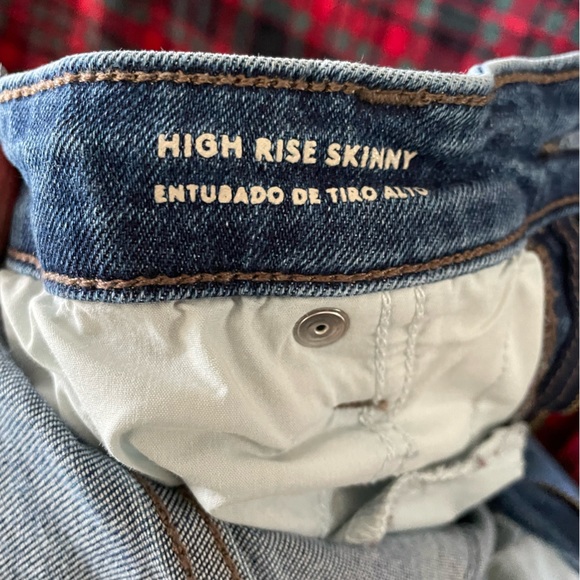 HIGH RISE SKINNY
ENTUBADO DE TIRO ALTO